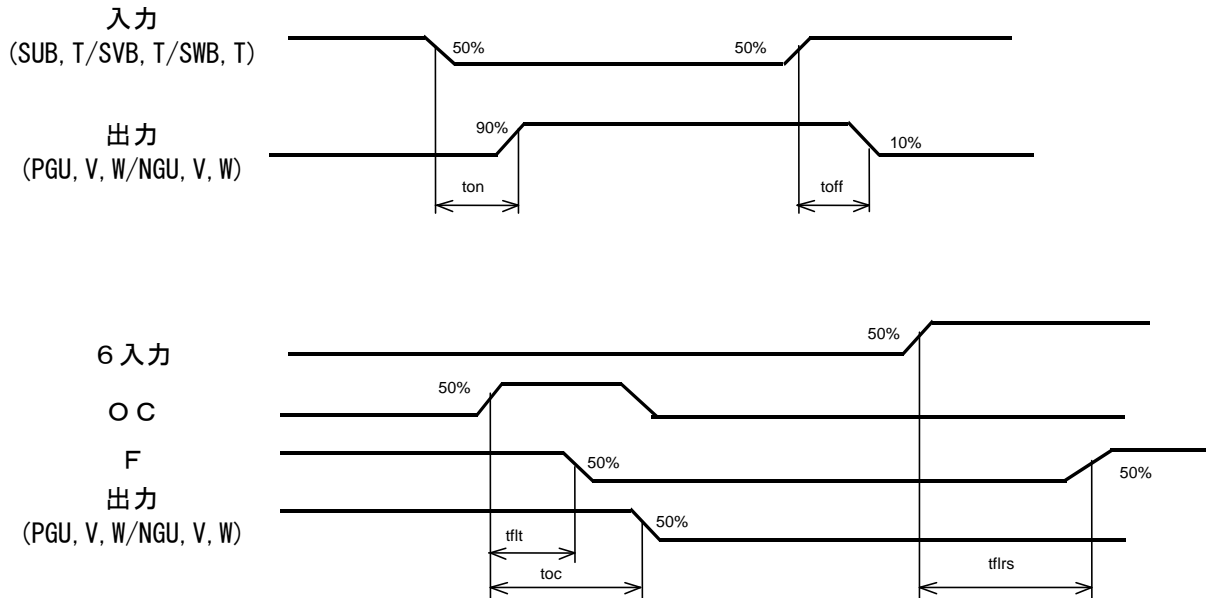 入力
(SUB, T/SVB, T/SWB, T)
50%
50%
出力
(PGU, V, W/NGU, V, W)
90%
10%
ton
toff
６入力
50%
ＯＣ
50%
Ｆ
50%
50%
出力
(PGU, V, W/NGU, V, W)
50%
tflt
toc
tflrs